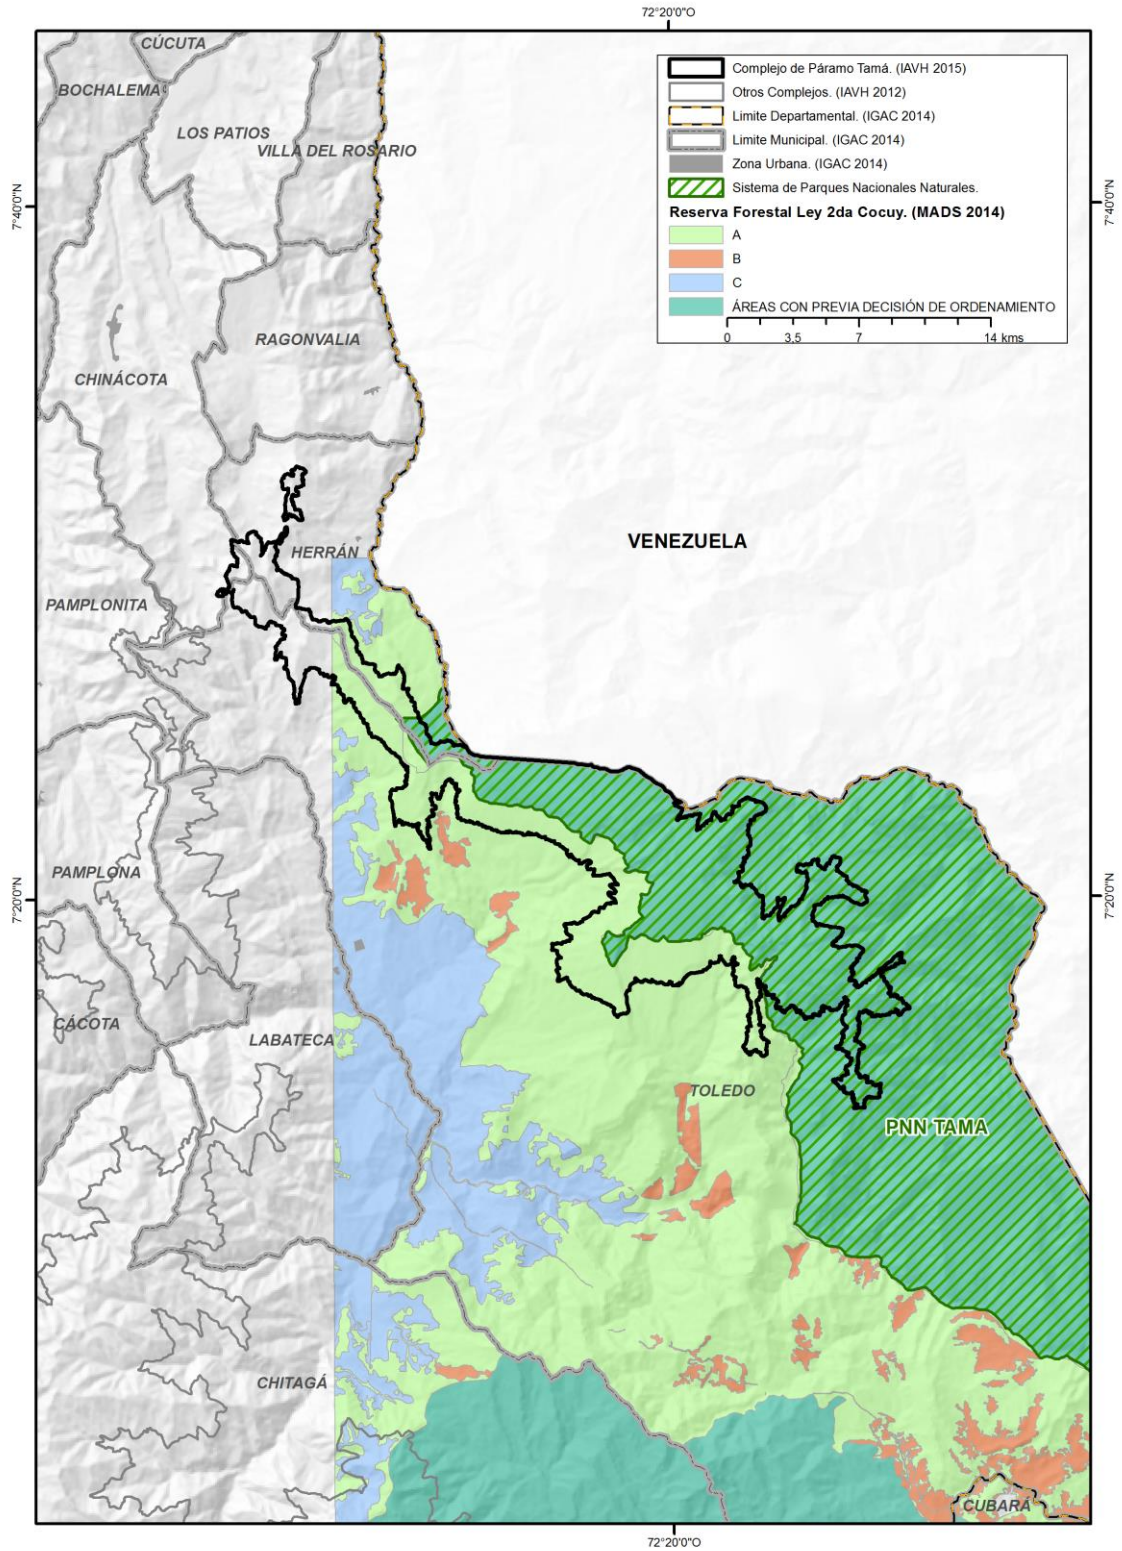 72°20'0"O
CÚCUTA
BOCHALEMA
LOS PATIOS
VILLA DEL ROSARIO
Complejo de Páramo Tamá. (IAVH 2015)
Otros Complejos. (IAVH 2012)
Limite Departamental. (IGAC 2014)
Limite Municipal. (IGAC 2014)
Zona Urbana. (IGAC 2014)
Sistema de Parques Nacionales Naturales.
Reserva Forestal Ley 2da Cocuy. (MADS 2014)
A
B
C
ÁREAS CON PREVIA DECISIÓN DE ORDENAMIENTO
0 3.5 7 14 kms
7°40'0"N
7°40'0"N
RAGONVALIA
CHINÁCOTA
VENEZUELA
HERRÁN
PAMPLONITA
PAMPLONA
7°20'0"N
7°20'0"N
CÁCOTA
LABATECA
TOLEDO
PNN TAMA
CHITAGÁ
CUBARÁ
72°20'0"O